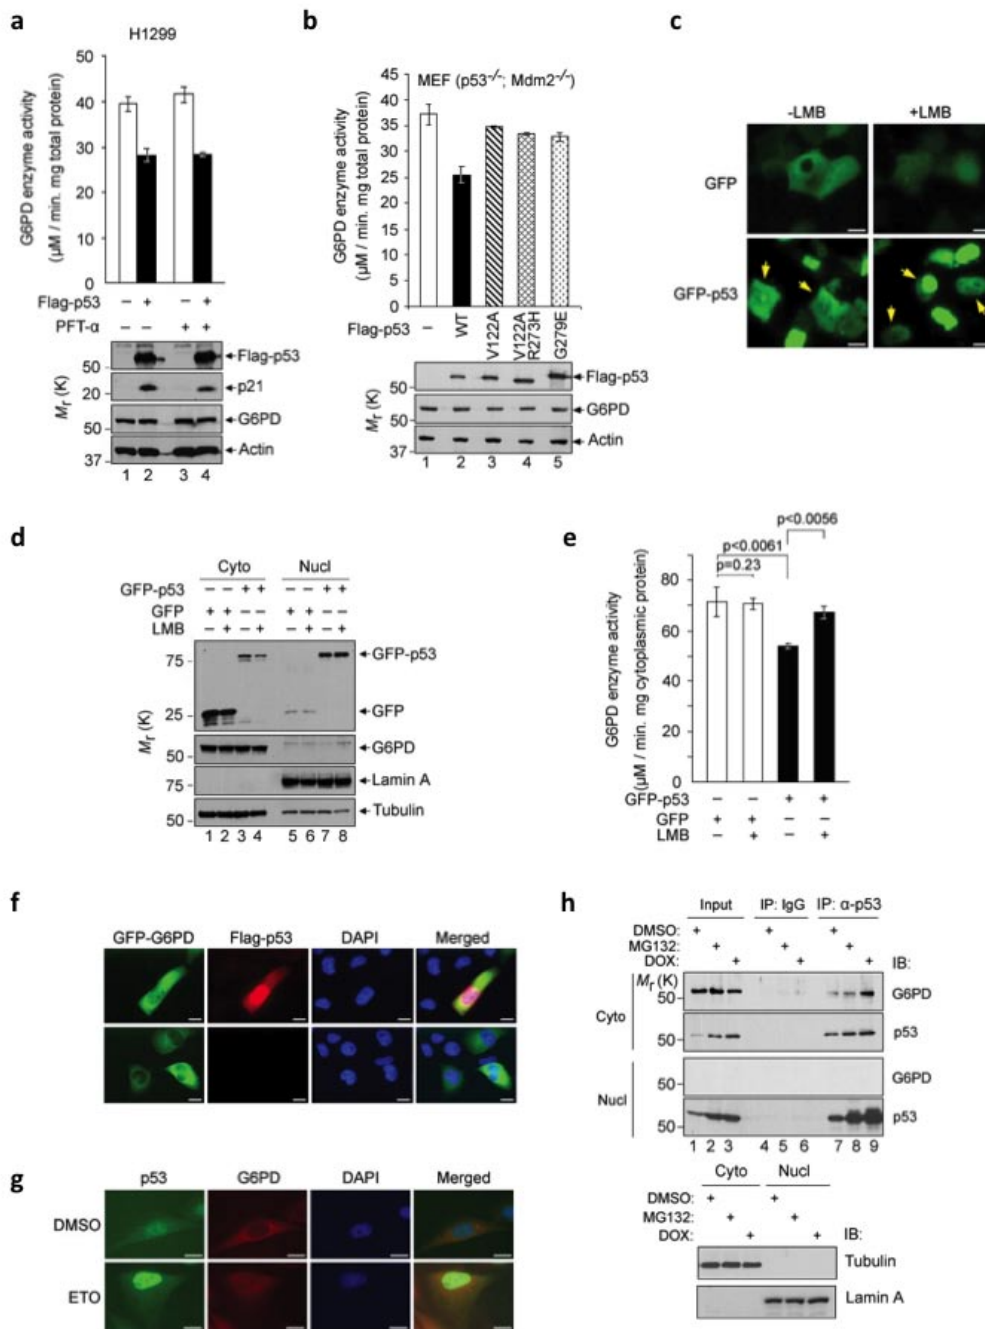 a
H1299
G6PD enzyme activity
(µM / min. mg total protein)
50
40
30
20
10
0
Flag-p53 – + – +
PFT-α – – + +
Mr (K)
50
20
50
37
Flag-p53
p21
G6PD
Actin
1 2 3 4
b
MEF (p53-/-; Mdm2-/-)
G6PD enzyme activity
(µM / min. mg total protein)
45
40
35
30
25
20
15
10
5
0
Flag-p53
–
WT
V122A
V122A
R273H
G279E
Mr (K)
50
50
37
Flag-p53
G6PD
Actin
1 2 3 4 5
c
-LMB +LMB
GFP
GFP-p53
d
Cyto Nucl
GFP-p53 – – + + – – + +
GFP + + – – + + – –
LMB – + – + – + – +
Mr (K)
75
25
50
75
50
GFP-p53
GFP
G6PD
Lamin A
Tubulin
1 2 3 4 5 6 7 8
e
p<0.0056
p<0.0061
p=0.23
G6PD enzyme activity
(µM / min. mg cytoplasmic protein)
80
60
40
20
0
GFP-p53 – – + +
GFP + + – –
LMB – + – +
f
GFP-G6PD Flag-p53 DAPI Merged
g
p53 G6PD DAPI Merged
DMSO
ETO
h
Input IP: IgG IP: α-p53
DMSO: + + +
MG132: + + +
DOX: + + + IB:
Mr (K)
Cyto
50 G6PD
50 p53
Nucl
G6PD
50 p53
1 2 3 4 5 6 7 8 9
Cyto Nucl
DMSO: + +
MG132: + +
DOX: + + IB:
Tubulin
Lamin A